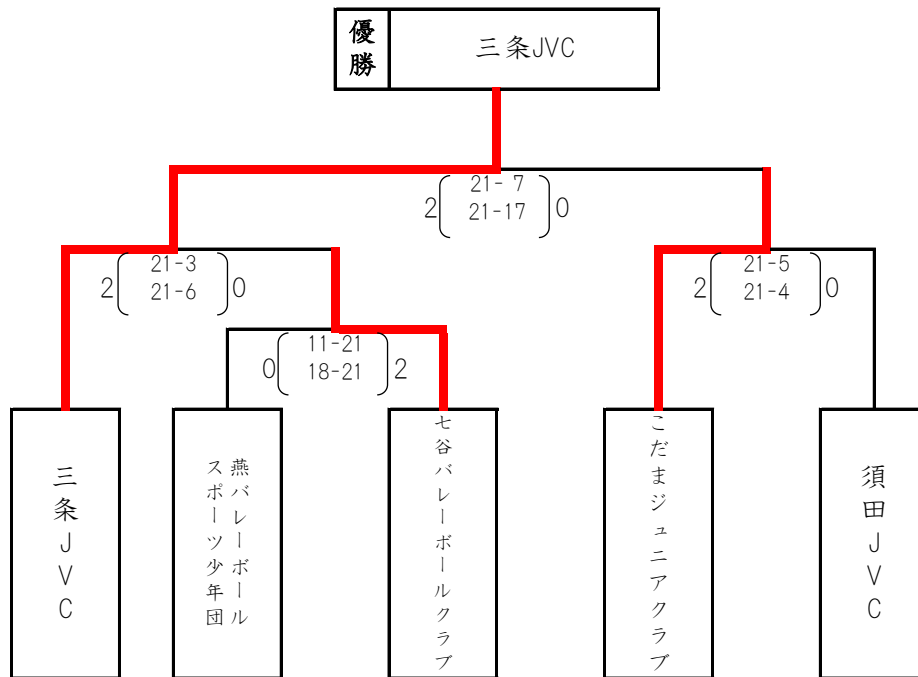 優勝
三条JVC
21- 7
2 21-17 0
21-3
2 21-6 0
21-5
2 21-4 0
11-21
0 18-21 2
三条JVC
燕バレーボール
スポーツ少年団
七谷バレーボールクラブ
こだまジュニアクラブ
須田JVC